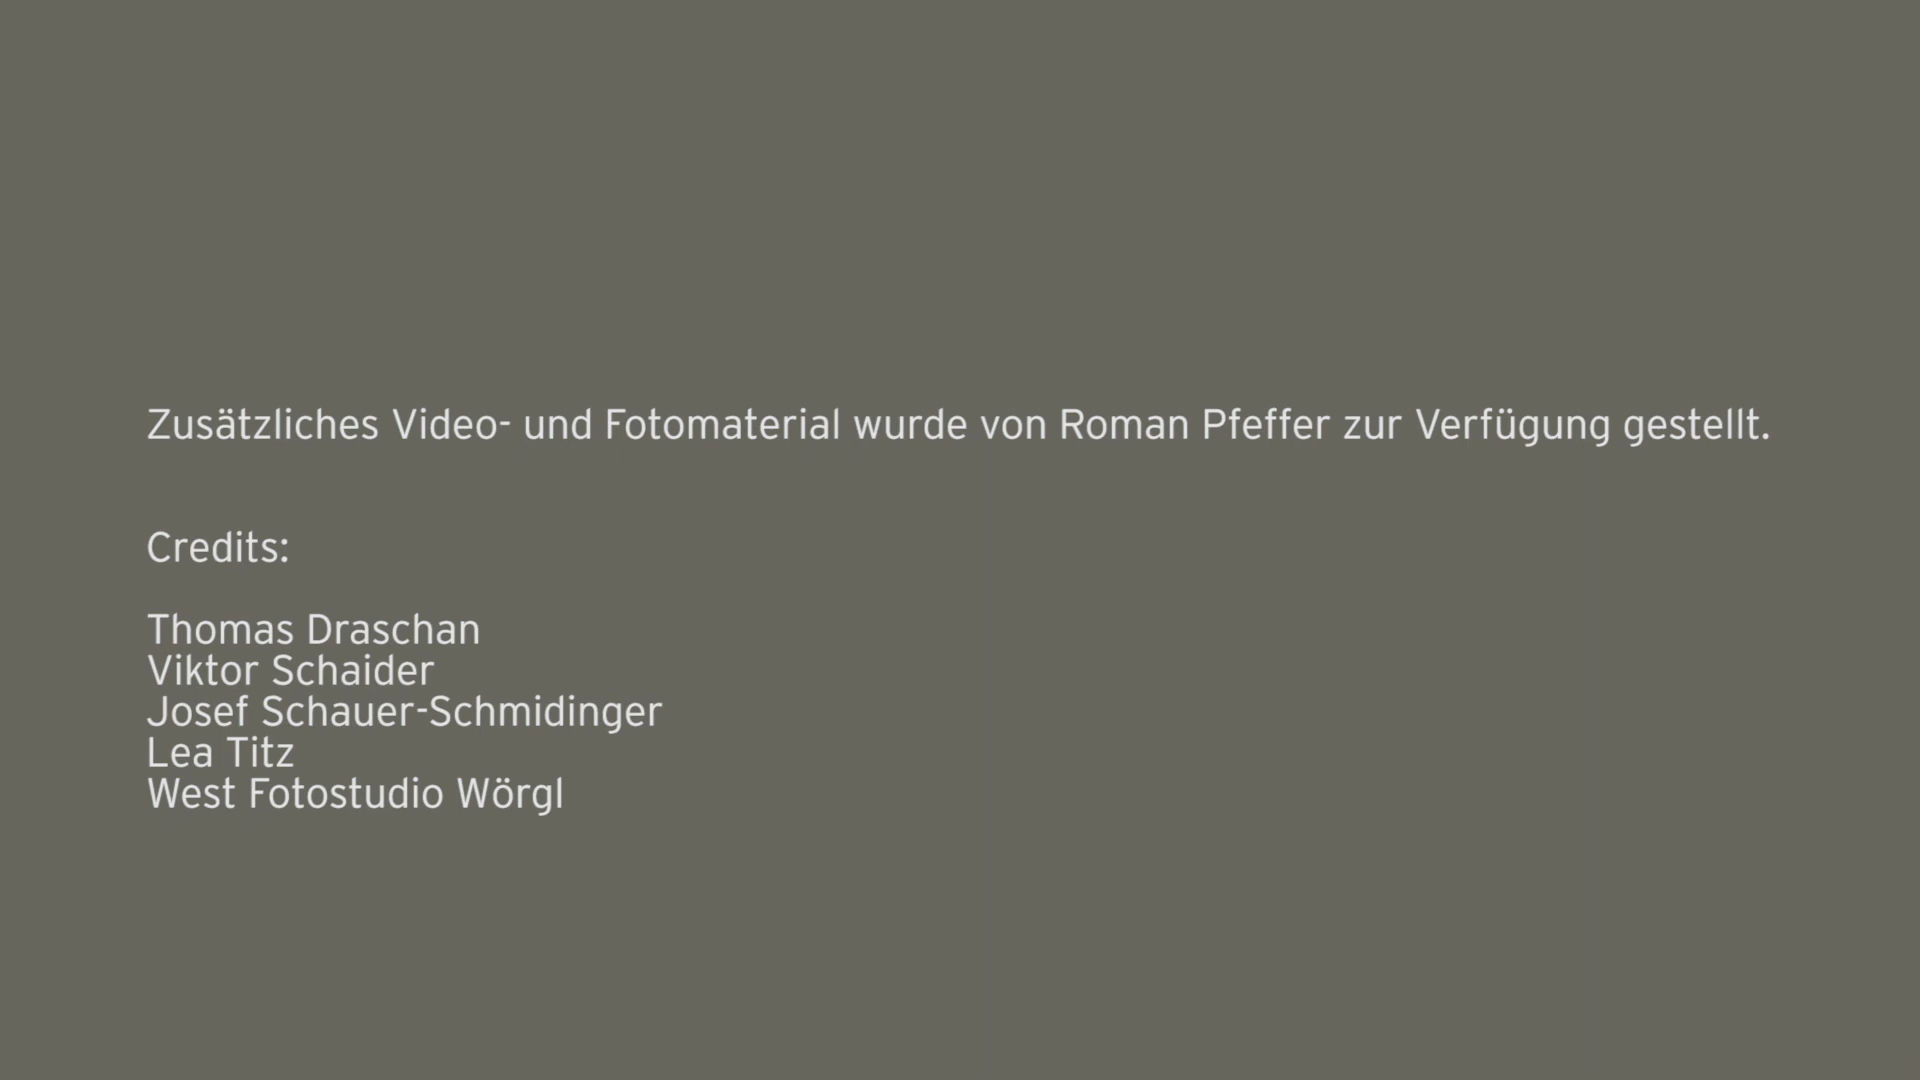 Zusätzliches Video- und Fotomaterial wurde von Roman Pfeffer zur Verfügung gestellt.
Credits:
Thomas Draschan
Viktor Schaider
Josef Schauer-Schmidinger
Lea Titz
West Fotostudio Wörgl